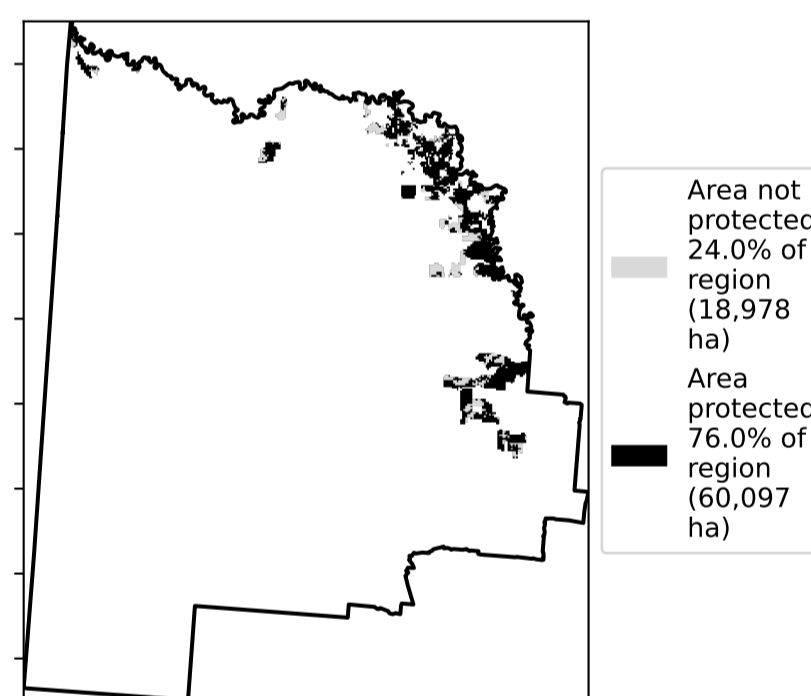 Area not
protected
24.0% of
region
(18,978
ha)
Area
protected
76.0% of
region
(60,097
ha)